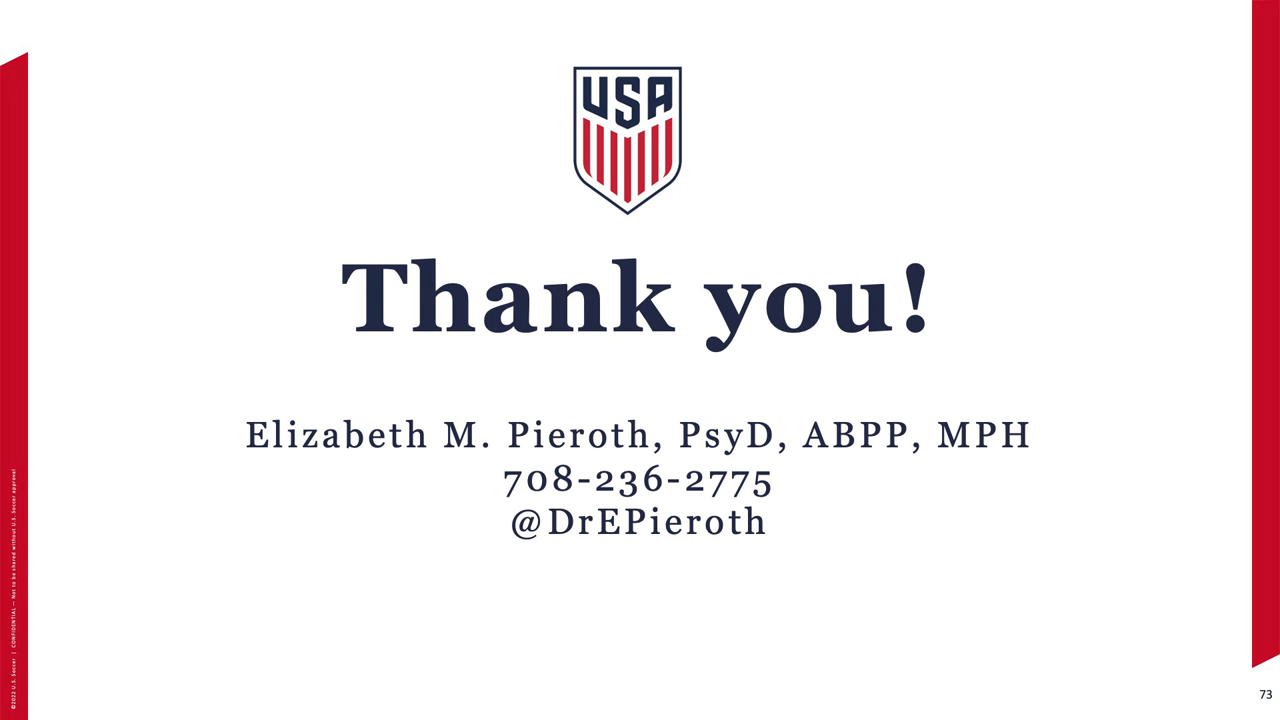 USA
Thank you!
Elizabeth M. Pieroth, PsyD, ABPP, MPH
708-236-2775
@DrEPieroth
©2022 U.S. Soccer | CONFIDENTIAL — Not to be shared without U.S. Soccer approval
73